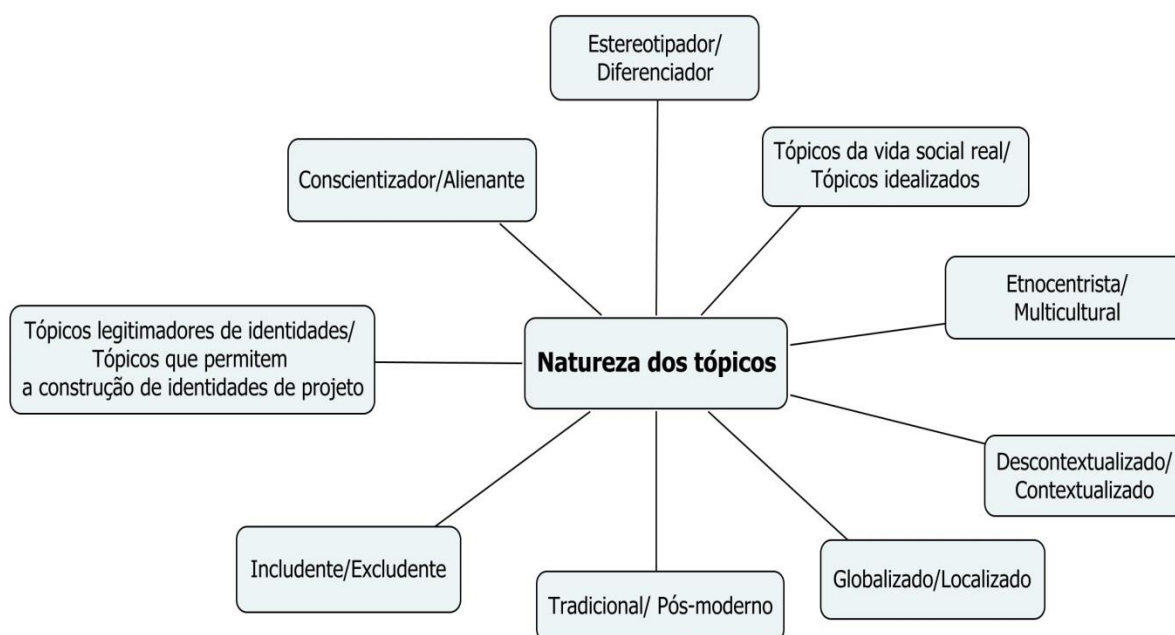 Estereotipador/
Diferenciador
Tópicos da vida social real/
Tópicos idealizados
Conscientizador/Alienante
Etnocentrista/
Multicultural
Tópicos legitimadores de identidades/
Tópicos que permitem
a construção de identidades de projeto
Natureza dos tópicos
Descontextualizado/
Contextualizado
Includente/Excludente
Globalizado/Localizado
Tradicional/ Pós-moderno